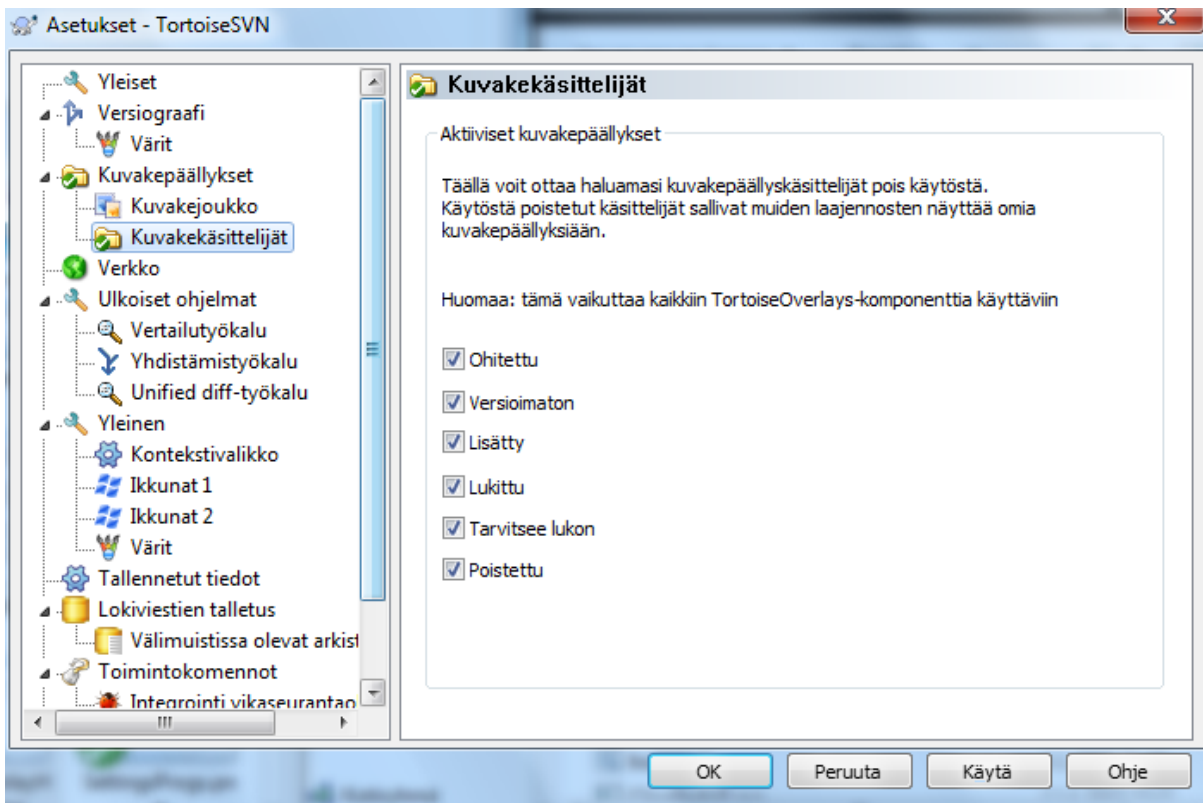 Asetukset - TortoiseSVN
Yleiset
Versiograafi
Värit
Kuvakepäällykset
Kuvakejoukko
Kuvakekäsittelijät
Verkko
Ulkoiset ohjelmat
Vertailutyökalu
Yhdistämistyökalu
Unified diff-työkalu
Yleinen
Kontekstivalikko
Ikkunat 1
Ikkunat 2
Värit
Tallennetut tiedot
Lokiviestien talletus
Välimuistissa olevat arkist
Toimintokomennot
Integrointi vikaseurantao
Kuvakekäsittelijät
Aktiiviset kuvakepäällykset
Täällä voit ottaa haluamasi kuvakepäällyskäsittelijät pois käytöstä.
Käytöstä poistetut käsittelijät sallivat muiden laajennosten näyttää omia
kuvakepäällyksiään.
Huomaa: tämä vaikuttaa kaikkiin TortoiseOverlays-komponenttia käyttäviin
Ohitettu
Versioimaton
Lisätty
Lukittu
Tarvitsee lukon
Poistettu
OK
Peruuta
Käytä
Ohje